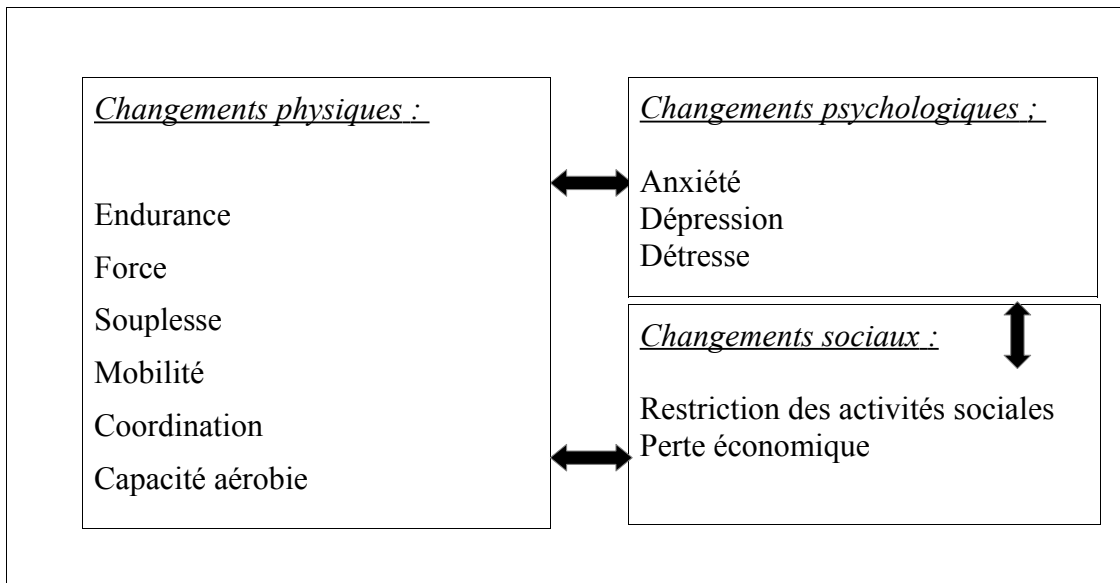 Changements physiques :
Endurance
Force
Souplesse
Mobilité
Coordination
Capacité aérobie
Changements psychologiques ;
Anxiété
Dépression
Détresse
Changements sociaux :
Restriction des activités sociales
Perte économique